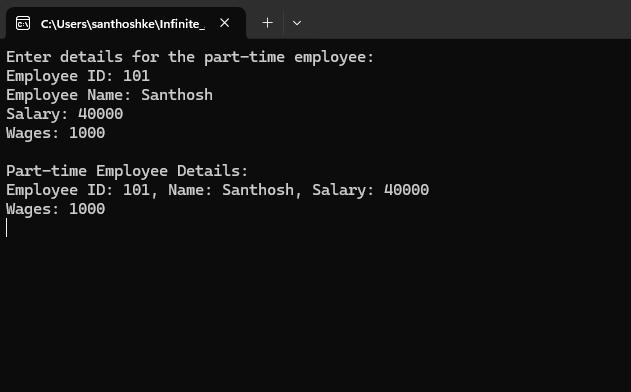 C:\Users\santhoshke\Infinite_
Enter details for the part-time employee:
Employee ID: 101
Employee Name: Santhosh
Salary: 40000
Wages: 1000
Part-time Employee Details:
Employee ID: 101, Name: Santhosh, Salary: 40000
Wages: 1000